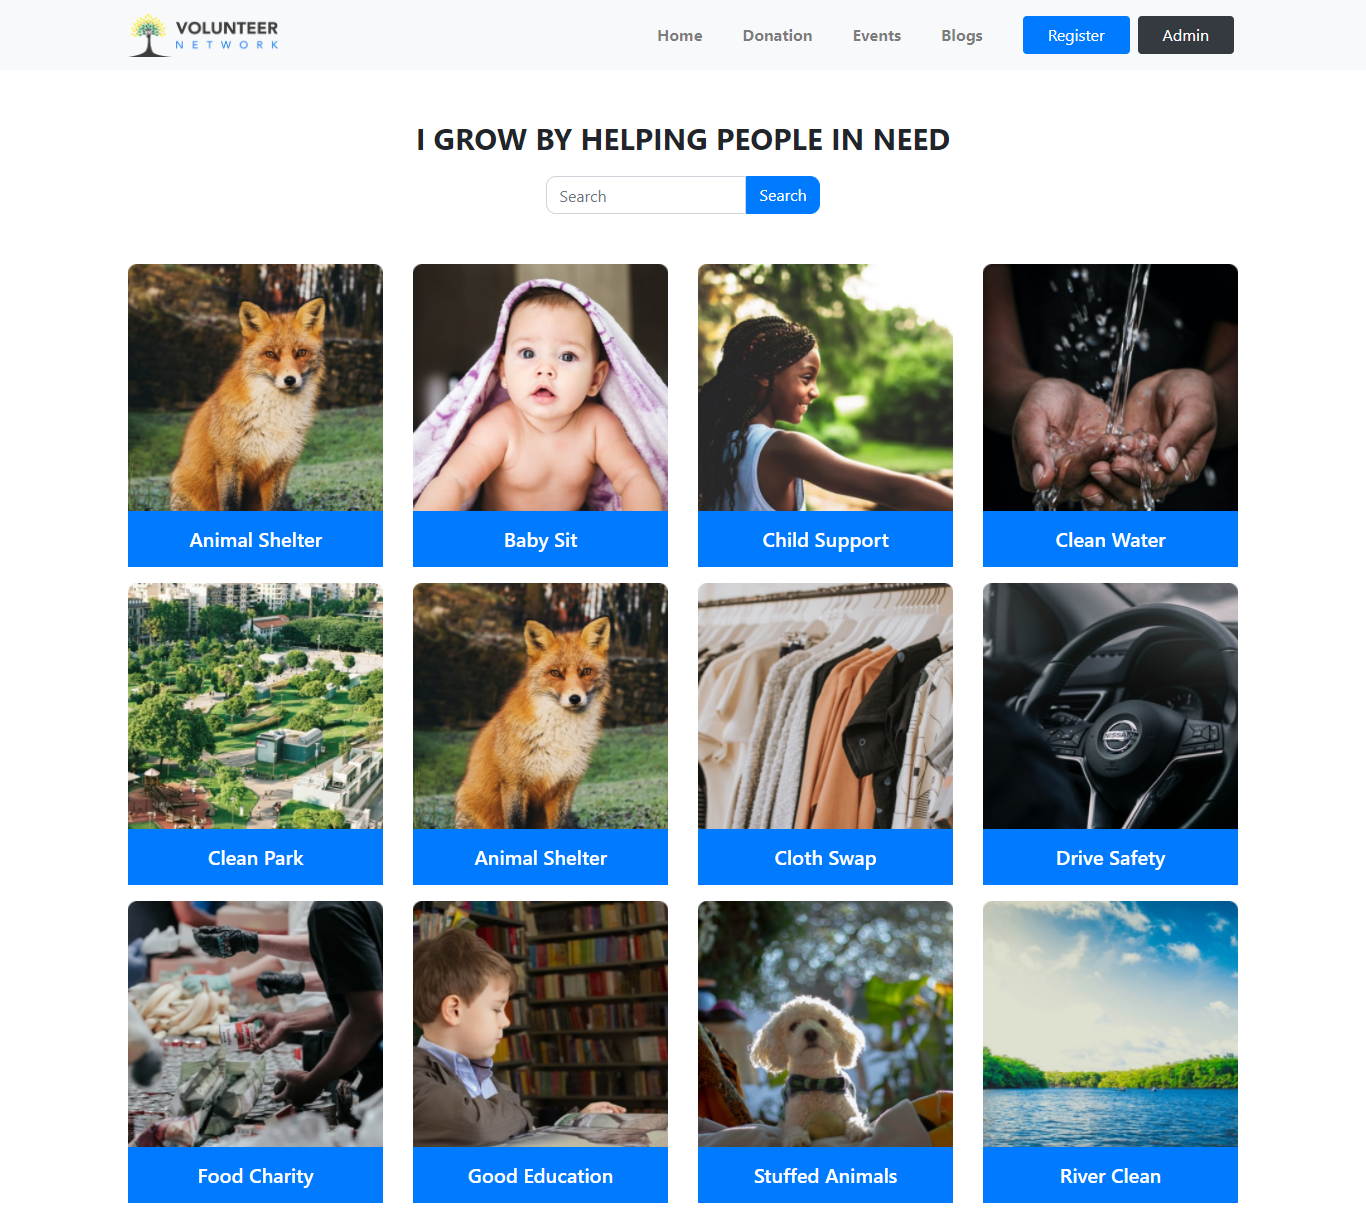 VOLUNTEER
NETWORK
Home Donation Events Blogs Register Admin
I GROW BY HELPING PEOPLE IN NEED
Search Search
Animal Shelter Baby Sit Child Support Clean Water
NISSAN
Clean Park Animal Shelter Cloth Swap Drive Safety
Food Charity Good Education Stuffed Animals River Clean